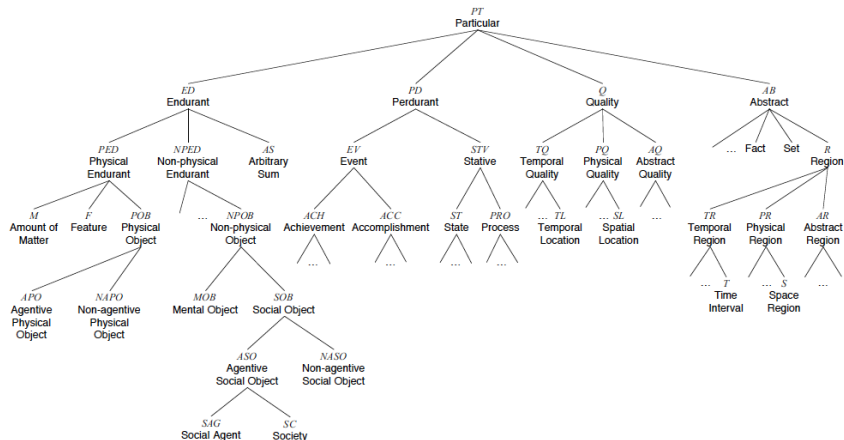 PT
Particular
ED PD Q AB
Endurant Perdurant Quality Abstract
PED NPED AS EV STV TQ PQ AQ ... Fact Set R
Physical Non-physical Arbitrary Event Stative Temporal Physical Abstract Region
Endurant Endurant Sum Quality Quality Quality
M F POB ... NPOB ACH ACC ST PRO ... TL ... SL ... TR PR AR
Amount of Feature Physical Non-physical Achievement Accomplishment State Process Temporal Spatial Temporal Physical Abstract
Matter Object Object Location Location Region Region Region
... ... ... ...
... T ... S ...
Time Space
Interval Region
APO NAPO MOB SOB
Agentive Non-agentive Mental Object Social Object
Physical Physical
Object Object
ASO NASO
Agentive Non-agentive
Social Object Social Object
SAG SC
Social Agent Society